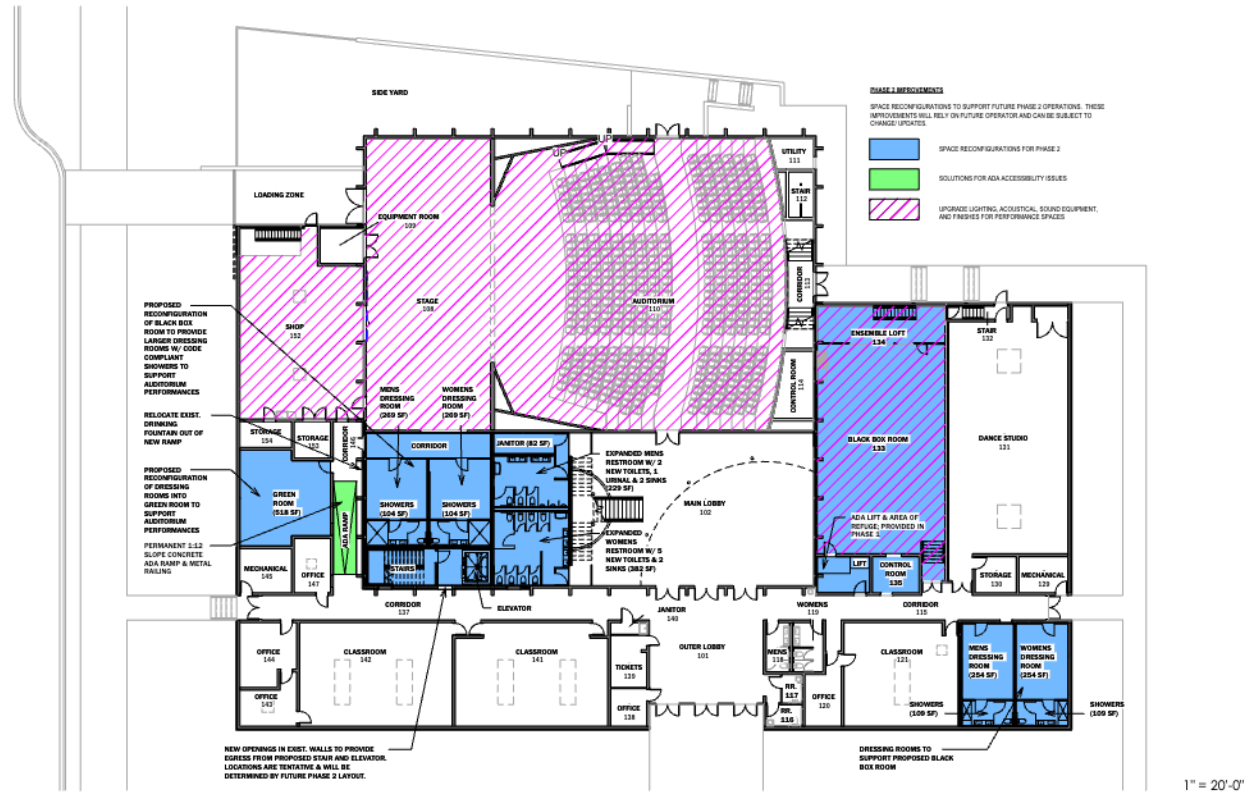 SIDE YARD
PHASE 2 IMPROVEMENTS
SPACE RECONFIGURATIONS TO SUPPORT FUTURE PHASE 2 OPERATIONS. THESE
IMPROVEMENTS WILL RELY ON FUTURE OPERATOR AND CAN BE SUBJECT TO
CHANGE/ UPDATES.
SPACE RECONFIGURATIONS FOR PHASE 2
SOLUTIONS FOR ADA ACCESSIBILITY ISSUES
UPGRADE LIGHTING, ACOUSTICAL, SOUND EQUIPMENT,
AND FINISHES FOR PERFORMANCE SPACES
UP
UP
UTILITY
111
STAIR
112
LOADING ZONE
EQUIPMENT ROOM
109
CORRIDOR
113
STAGE
108
AUDITORIUM
110
SHOP
152
CONTROL ROOM
114
ENSEMBLE LOFT
134
STAIR
132
PROPOSED
RECONFIGURATION
OF BLACK BOX
ROOM TO PROVIDE
LARGER DRESSING
ROOMS W/ CODE
COMPLIANT
SHOWERS TO
SUPPORT
AUDITORIUM
PERFORMANCES
MENS
DRESSING
ROOM
(269 SF)
WOMENS
DRESSING
ROOM
(269 SF)
RELOCATE EXIST.
DRINKING
FOUNTAIN OUT OF
NEW RAMP
STORAGE
154
STORAGE
153
CORRIDOR
146
CORRIDOR
JANITOR (82 SF)
BLACK BOX ROOM
133
DANCE STUDIO
131
EXPANDED MENS
RESTROOM W/ 2
NEW TOILETS, 1
URINAL & 2 SINKS
(229 SF)
PROPOSED
RECONFIGURATION
OF DRESSING
ROOMS INTO
GREEN ROOM TO
SUPPORT
AUDITORIUM
PERFORMANCES
GREEN
ROOM
(518 SF)
SHOWERS
(104 SF)
SHOWERS
(104 SF)
MAIN LOBBY
102
ADA LIFT & AREA OF
REFUGE; PROVIDED IN
PHASE 1
ADA RAMP
EXPANDED
WOMENS
RESTROOM W/ 5
NEW TOILETS & 2
SINKS (382 SF)
PERMANENT 1:12
SLOPE CONCRETE
ADA RAMP & METAL
RAILING
MECHANICAL
145
OFFICE
147
STAIRS
LIFT
CONTROL
ROOM
135
STORAGE
130
MECHANICAL
129
CORRIDOR
137
ELEVATOR
JANITOR
140
WOMENS
119
CORRIDOR
115
OFFICE
144
CLASSROOM
142
CLASSROOM
141
OUTER LOBBY
101
MENS
118
CLASSROOM
121
MENS
DRESSING
ROOM
(254 SF)
WOMENS
DRESSING
ROOM
(254 SF)
TICKETS
139
OFFICE
143
RR.
117
OFFICE
120
OFFICE
138
RR.
116
SHOWERS
(109 SF)
SHOWERS
(109 SF)
NEW OPENINGS IN EXIST. WALLS TO PROVIDE
EGRESS FROM PROPOSED STAIR AND ELEVATOR.
LOCATIONS ARE TENTATIVE & WILL BE
DETERMINED BY FUTURE PHASE 2 LAYOUT.
DRESSING ROOMS TO
SUPPORT PROPOSED BLACK
BOX ROOM
1" = 20'-0"